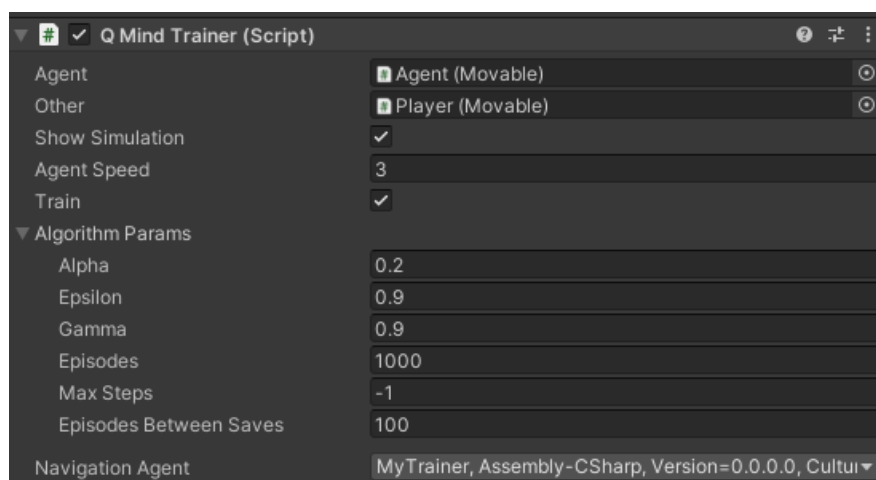 Q Mind Trainer (Script)
Agent Agent (Movable)
Other Player (Movable)
Show Simulation
Agent Speed 3
Train
Algorithm Params
Alpha 0.2
Epsilon 0.9
Gamma 0.9
Episodes 1000
Max Steps -1
Episodes Between Saves 100
Navigation Agent MyTrainer, Assembly-CSharp, Version=0.0.0.0, Cultu